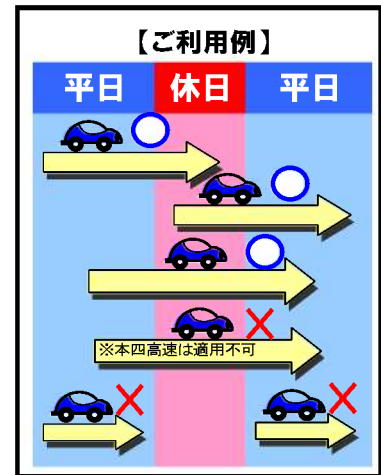 【ご利用例】
平日 休日 平日
※本四高速は適用不可